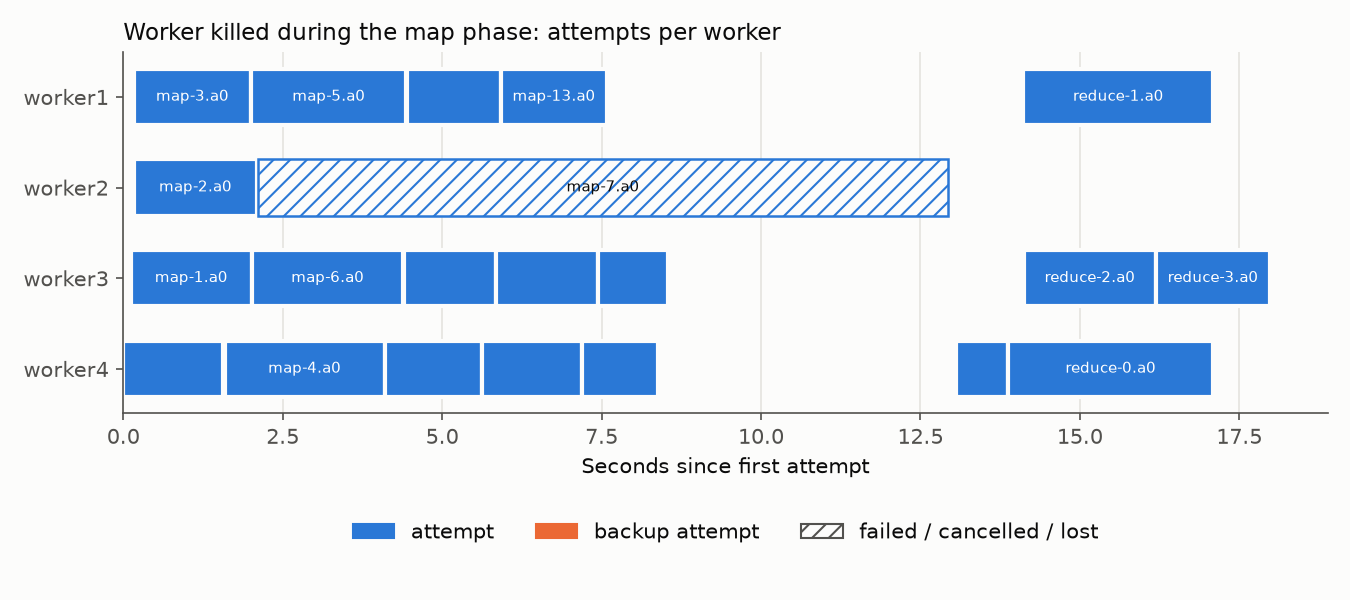 Worker killed during the map phase: attempts per worker
worker1
map-3.a0
map-5.a0
map-13.a0
reduce-1.a0
worker2
map-2.a0
map-7.a0
worker3
map-1.a0
map-6.a0
reduce-2.a0
reduce-3.a0
worker4
map-4.a0
reduce-0.a0
0.0
2.5
5.0
7.5
10.0
12.5
15.0
17.5
Seconds since first attempt
attempt
backup attempt
failed / cancelled / lost